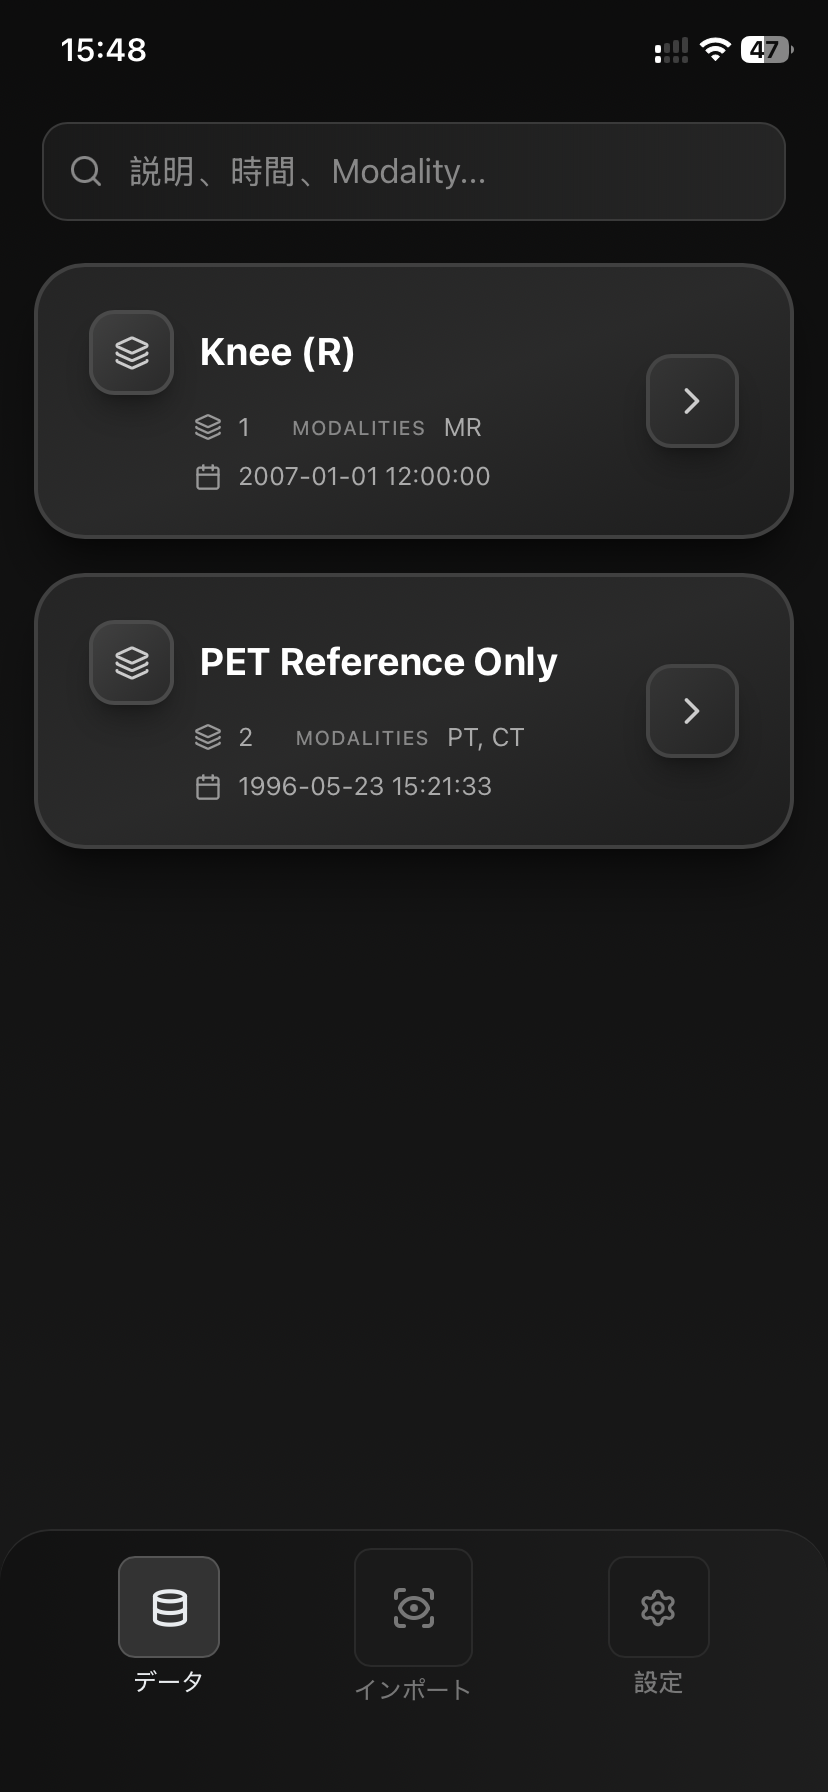 15:48
47
説明、時間、Modality...
Knee (R)
1 MODALITIES MR
2007-01-01 12:00:00
PET Reference Only
2 MODALITIES PT, CT
1996-05-23 15:21:33
データ
インポート
設定